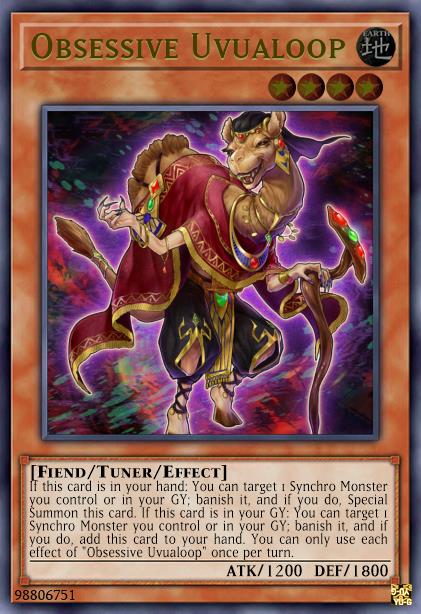 OBSESSIVE UVUALOOP
EARTH
地
[FIEND/TUNER/EFFECT]
If this card is in your hand: You can target 1 Synchro Monster
you control or in your GY; banish it, and if you do, Special
Summon this card. If this card is in your GY: You can target 1
Synchro Monster you control or in your GY; banish it, and if
you do, add this card to your hand. You can only use each
effect of "Obsessive Uvualoop" once per turn.
ATK/1200 DEF/1800
98806751